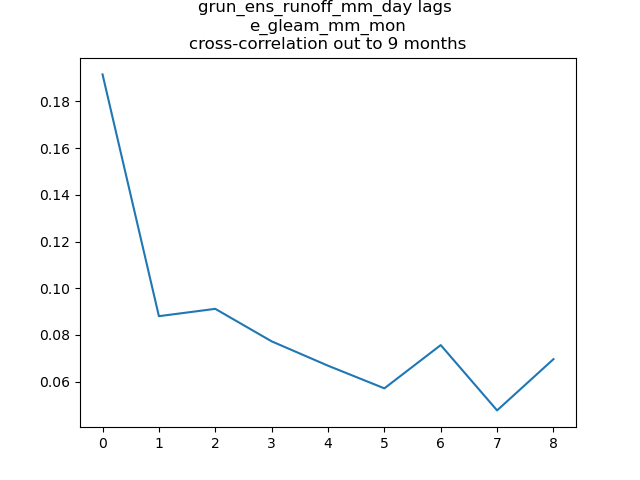 grun_ens_runoff_mm_day lags
e_gleam_mm_mon
cross-correlation out to 9 months
0.18
0.16
0.14
0.12
0.10
0.08
0.06
0 1 2 3 4 5 6 7 8